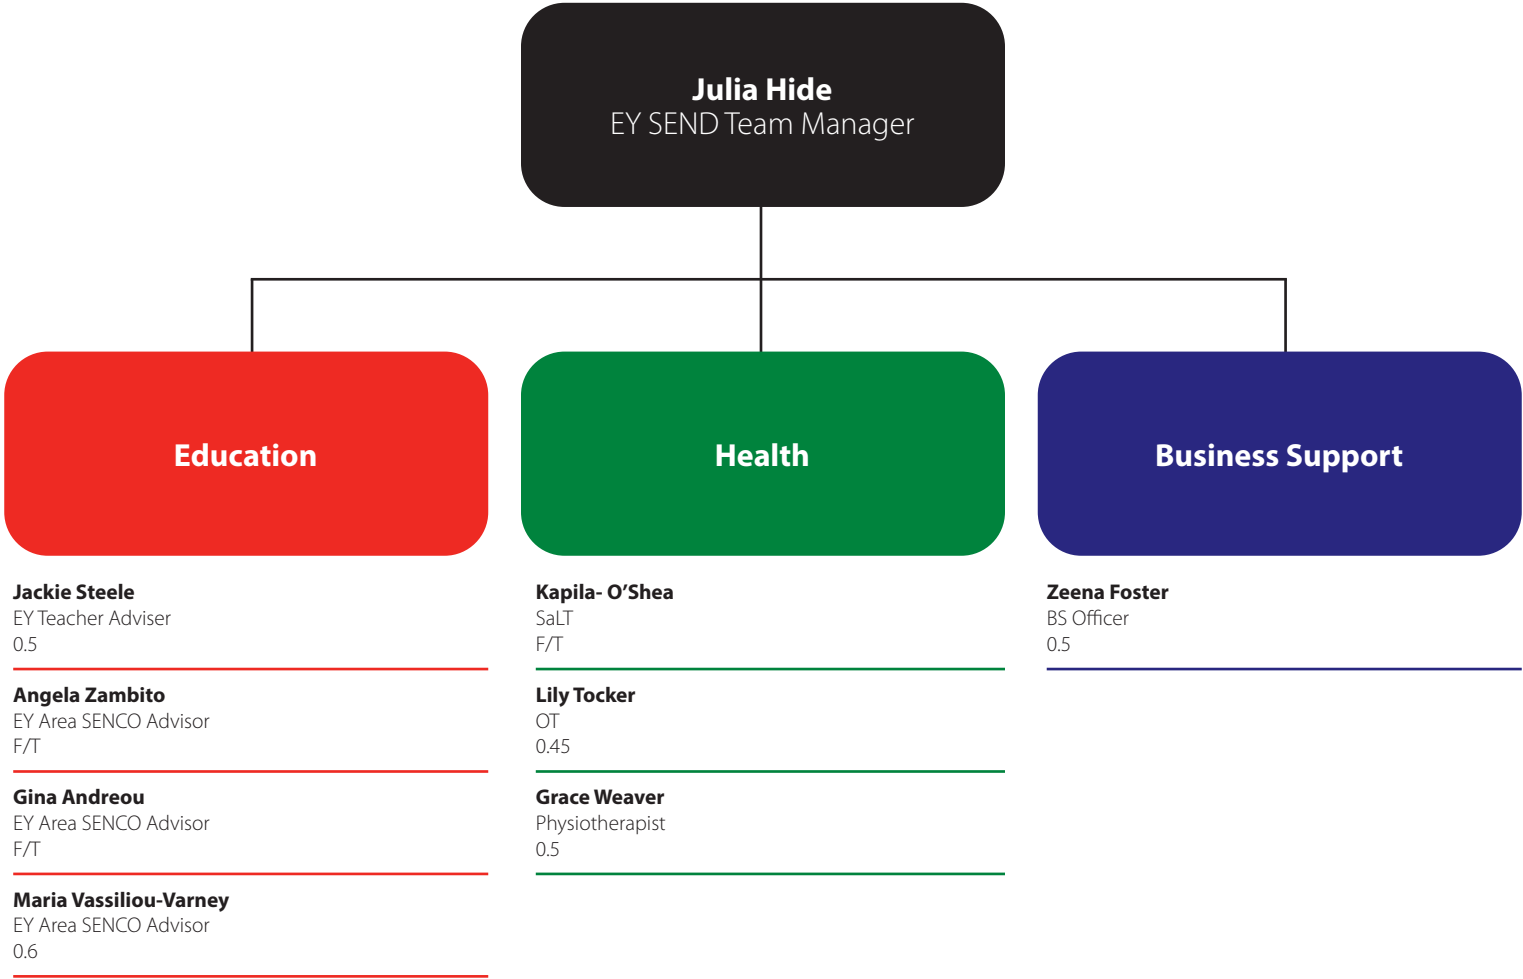 Julia Hide
EY SEND Team Manager
Education
Jackie Steele
EY Teacher Adviser
0.5
Angela Zambito
EY Area SENCO Advisor
F/T
Gina Andreou
EY Area SENCO Advisor
F/T
Maria Vassiliou-Varney
EY Area SENCO Advisor
0.6
Health
Kapila- O’Shea
SaLT
F/T
Lily Tocker
OT
0.45
Grace Weaver
Physiotherapist
0.5
Business Support
Zeena Foster
BS Officer
0.5